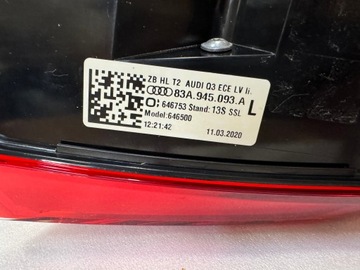 ZB HL T2 AUDI Q3 ECE LV li.
83A.945.093.A L
646753 Stand: 13S SSL
Model:646500
12:21:42 11.03.2020